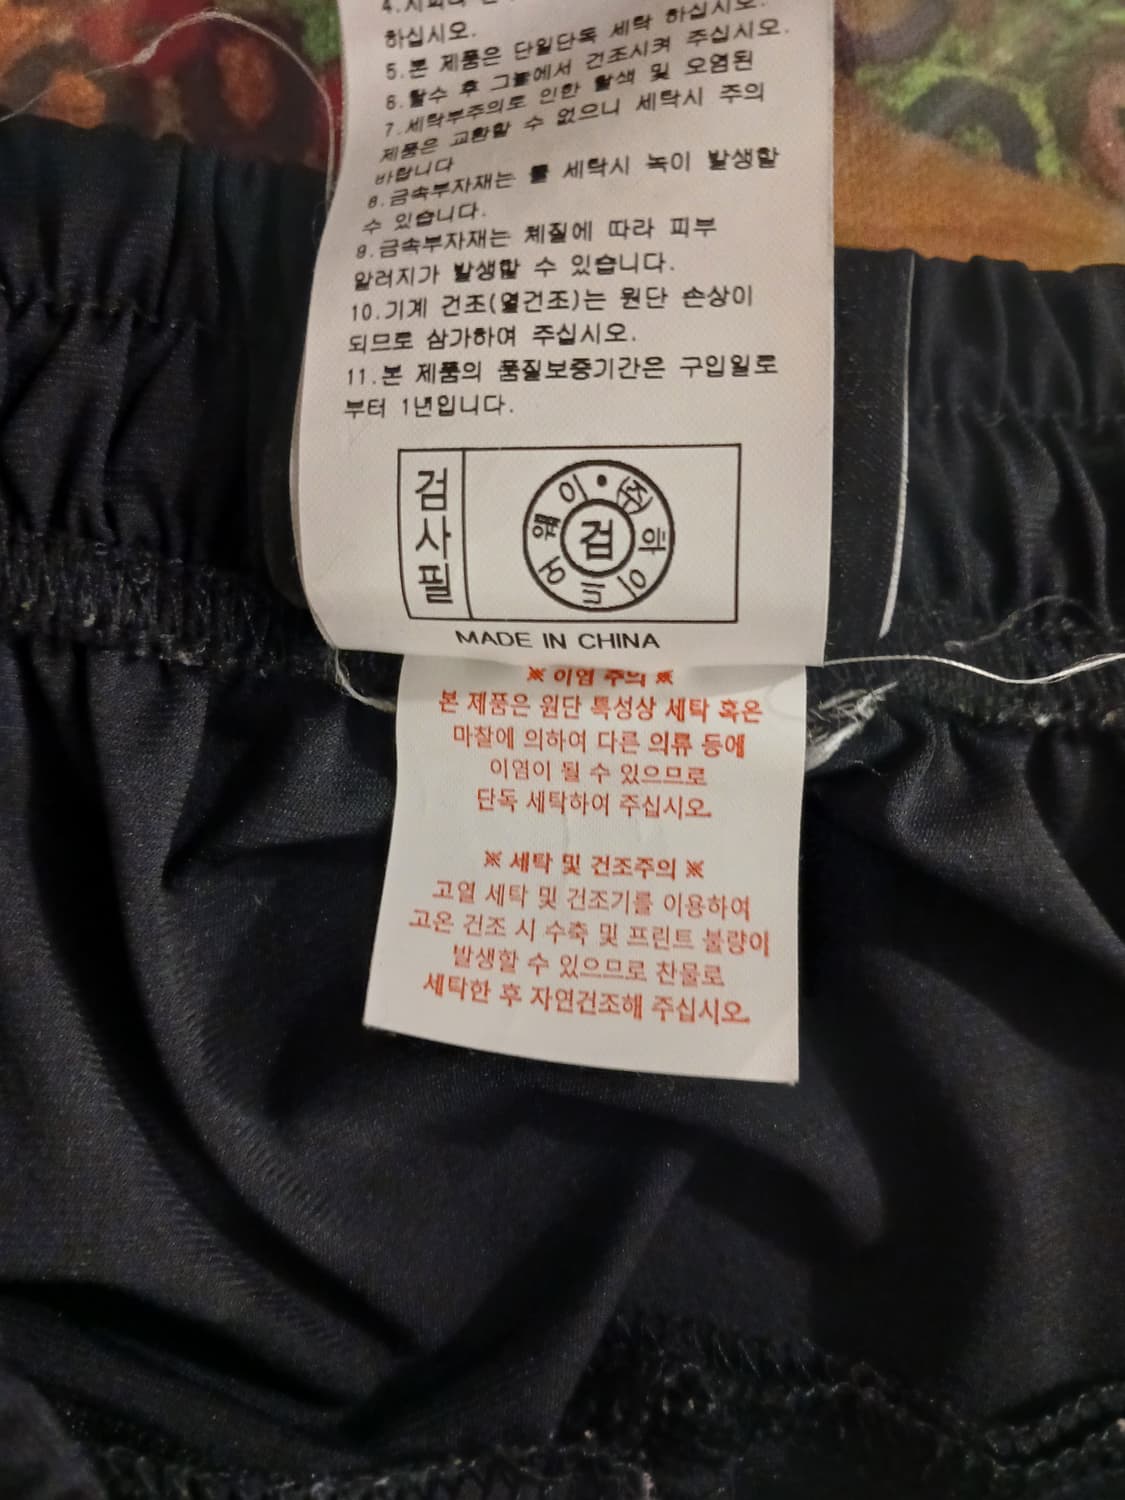 하십시오.
5.본 제품은 단일단독 세탁 하십시오.
6.탈수 후 그늘에서 건조시켜 주십시오.
7.세탁부주의로 인한 탈색 및 오염된
제품은 교환할 수 없으니 세탁시 주의
바랍니다
8.금속부자재는 물 세탁시 녹이 발생할
수 있습니다.
9.금속부자재는 체질에 따라 피부
알러지가 발생할 수 있습니다.
10.기계 건조(열건조)는 원단 손상이
되므로 삼가하여 주십시오.
11.본 제품의 품질보증기간은 구입일로
부터 1년입니다.
검사필
㈜하이드어웨이
검
MADE IN CHINA
※ 이염 주의 ※
본 제품은 원단 특성상 세탁 혹은
마찰에 의하여 다른 의류 등에
이염이 될 수 있으므로
단독 세탁하여 주십시오.
※ 세탁 및 건조주의 ※
고열 세탁 및 건조기를 이용하여
고온 건조 시 수축 및 프린트 불량이
발생할 수 있으므로 찬물로
세탁한 후 자연건조해 주십시오.